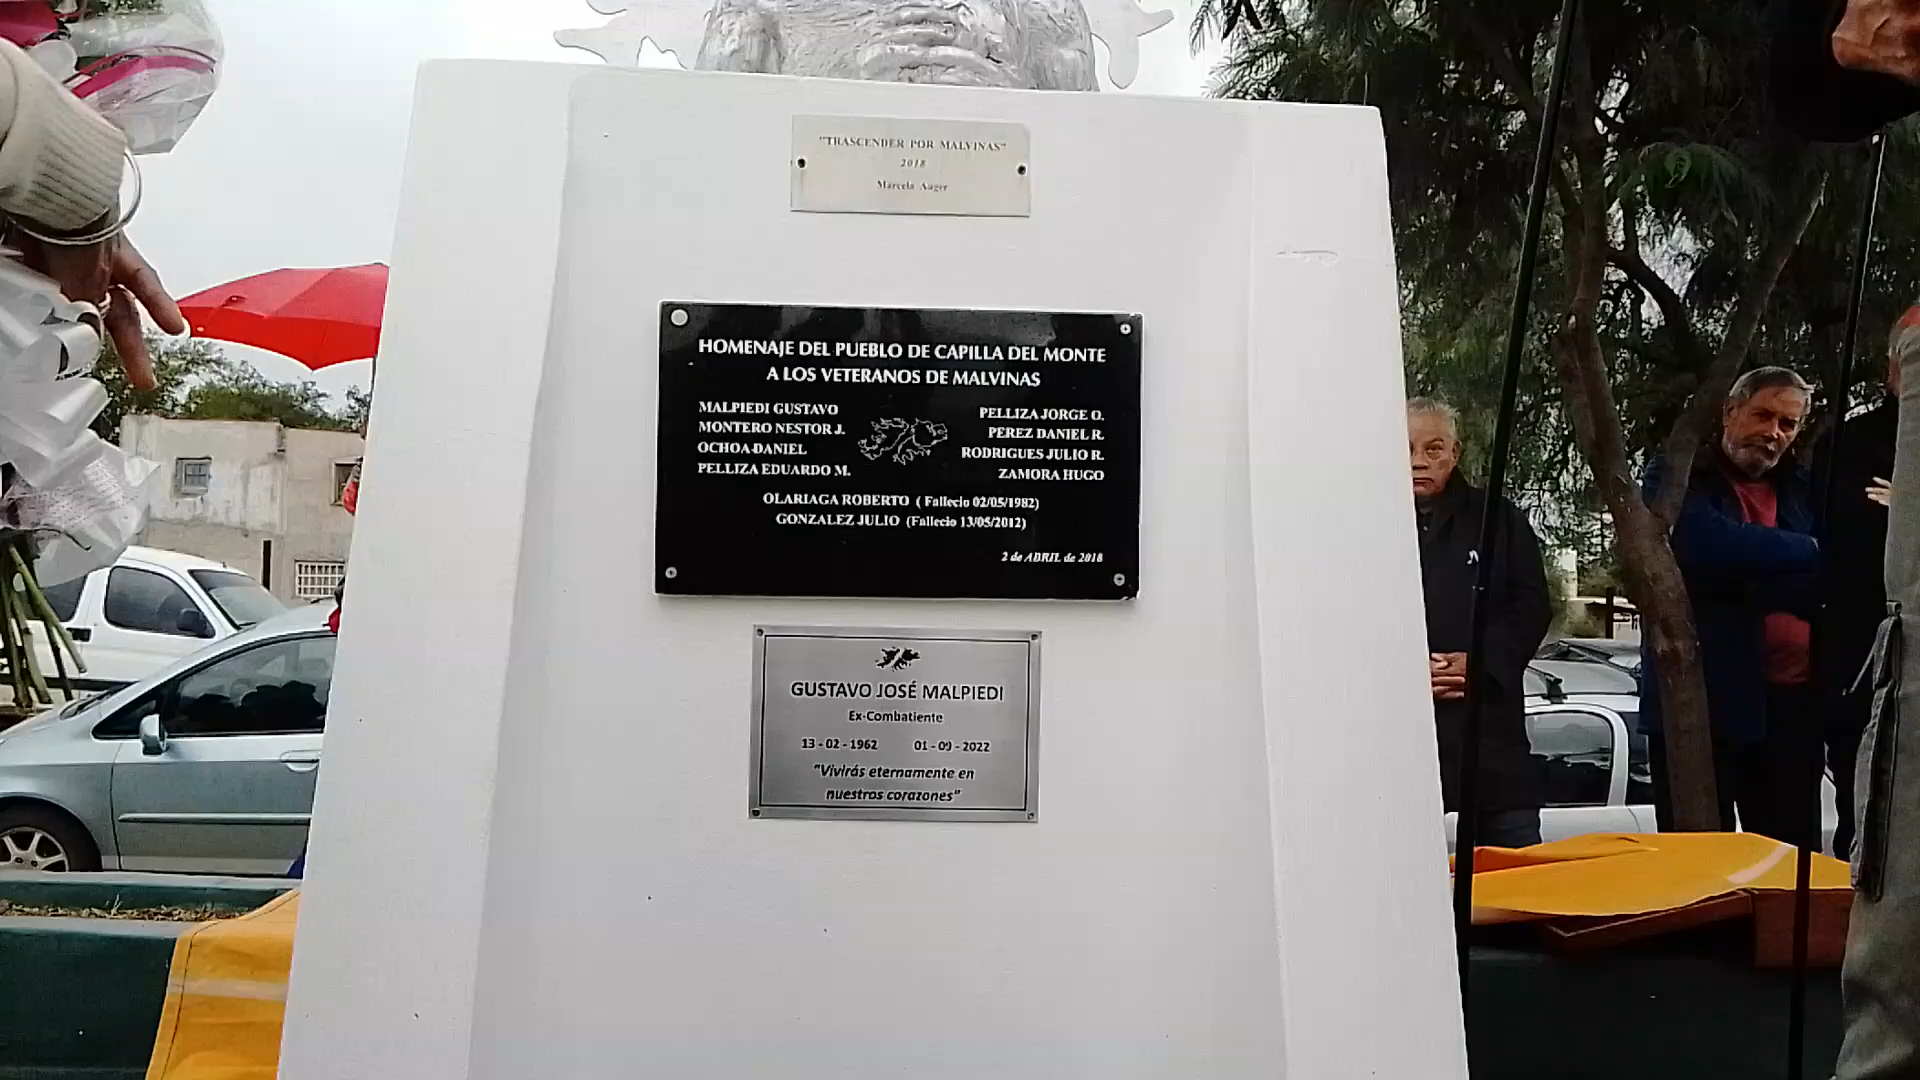 "TRASCENDER POR MALVINAS"
2018
Marcela Auger
HOMENAJE DEL PUEBLO DE CAPILLA DEL MONTE
A LOS VETERANOS DE MALVINAS
MALPIEDI GUSTAVO
MONTERO NESTOR J.
OCHOA DANIEL
PELLIZA EDUARDO M.
PELLIZA JORGE O.
PEREZ DANIEL R.
RODRIGUES JULIO R.
ZAMORA HUGO
OLARIAGA ROBERTO ( Fallecio 02/05/1982)
GONZALEZ JULIO (Fallecio 13/05/2012)
2 de ABRIL de 2018
GUSTAVO JOSÉ MALPIEDI
Ex-Combatiente
13 - 02 - 1962 01 - 09 - 2022
"Vivirás eternamente en
nuestros corazones"